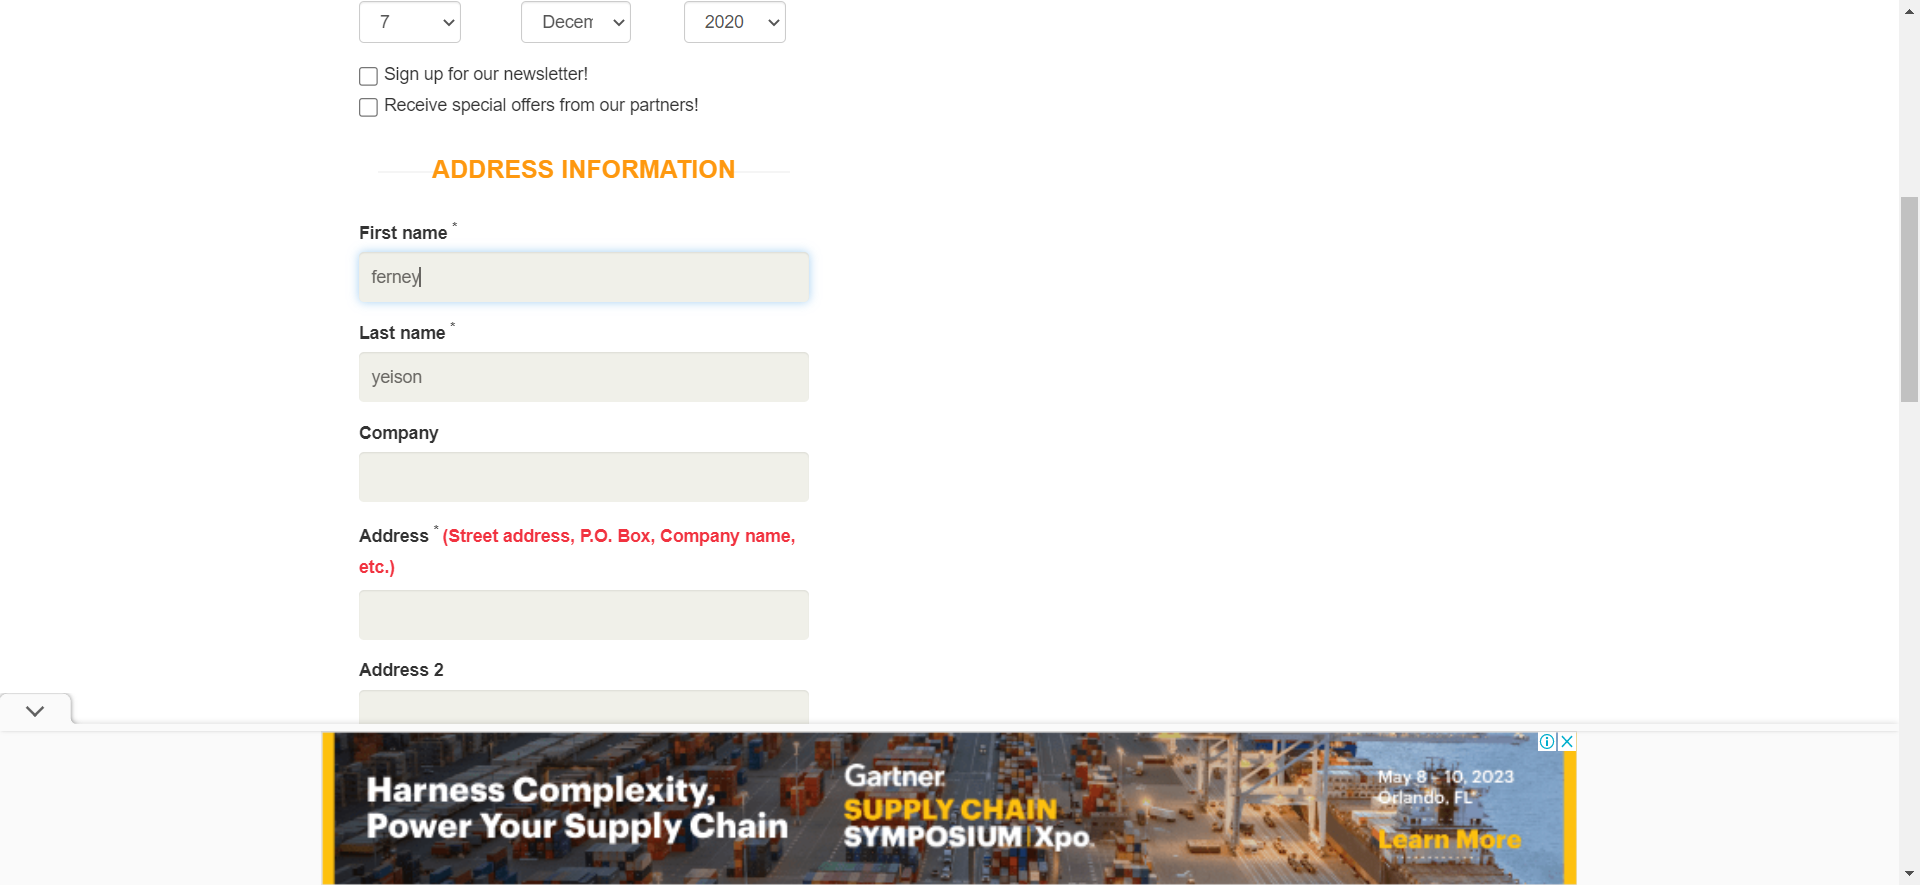 7 Decem 2020
Sign up for our newsletter!
Receive special offers from our partners!
ADDRESS INFORMATION
First name *
ferney
Last name *
yeison
Company
Address * (Street address, P.O. Box, Company name,
etc.)
Address 2
Harness Complexity,
Power Your Supply Chain
Gartner
SUPPLY CHAIN
SYMPOSIUM | Xpo
May 8 - 10, 2023
Orlando, FL
Learn More